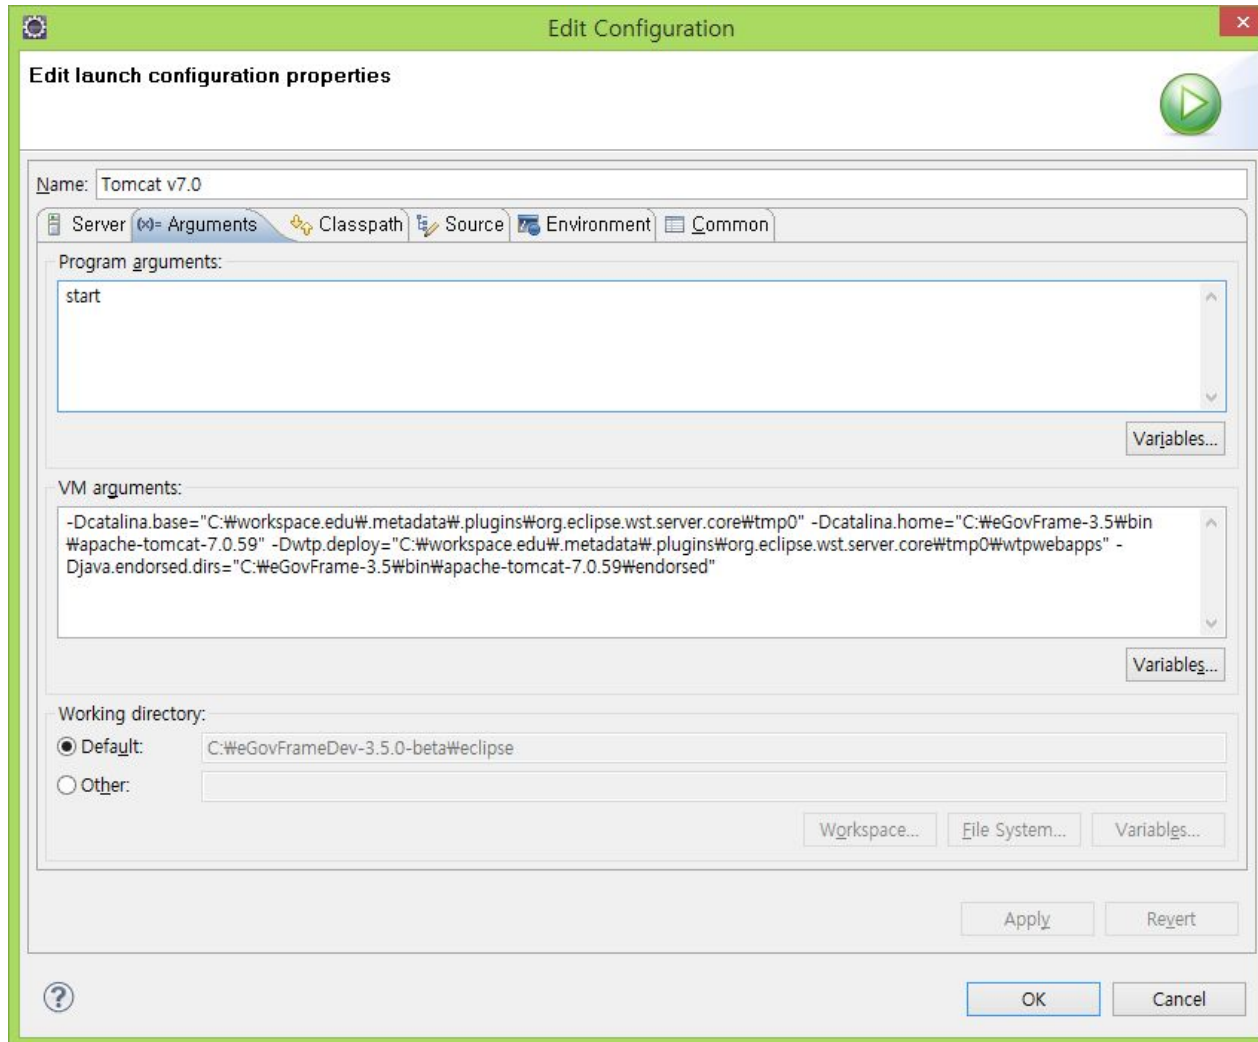 Edit Configuration
Edit launch configuration properties
Name: Tomcat v7.0
Server (x)= Arguments Classpath Source Environment Common
Program arguments:
start
Variables...
VM arguments:
-Dcatalina.base="C:₩workspace.edu₩.metadata₩.plugins₩org.eclipse.wst.server.core₩tmp0" -Dcatalina.home="C:₩eGovFrame-3.5₩bin
₩apache-tomcat-7.0.59" -Dwtp.deploy="C:₩workspace.edu₩.metadata₩.plugins₩org.eclipse.wst.server.core₩tmp0₩wtpwebapps" -
Djava.endorsed.dirs="C:₩eGovFrame-3.5₩bin₩apache-tomcat-7.0.59₩endorsed"
Variables...
Working directory:
Default: C:₩eGovFrameDev-3.5.0-beta₩eclipse
Other:
Workspace... File System... Variables...
Apply Revert
? OK Cancel